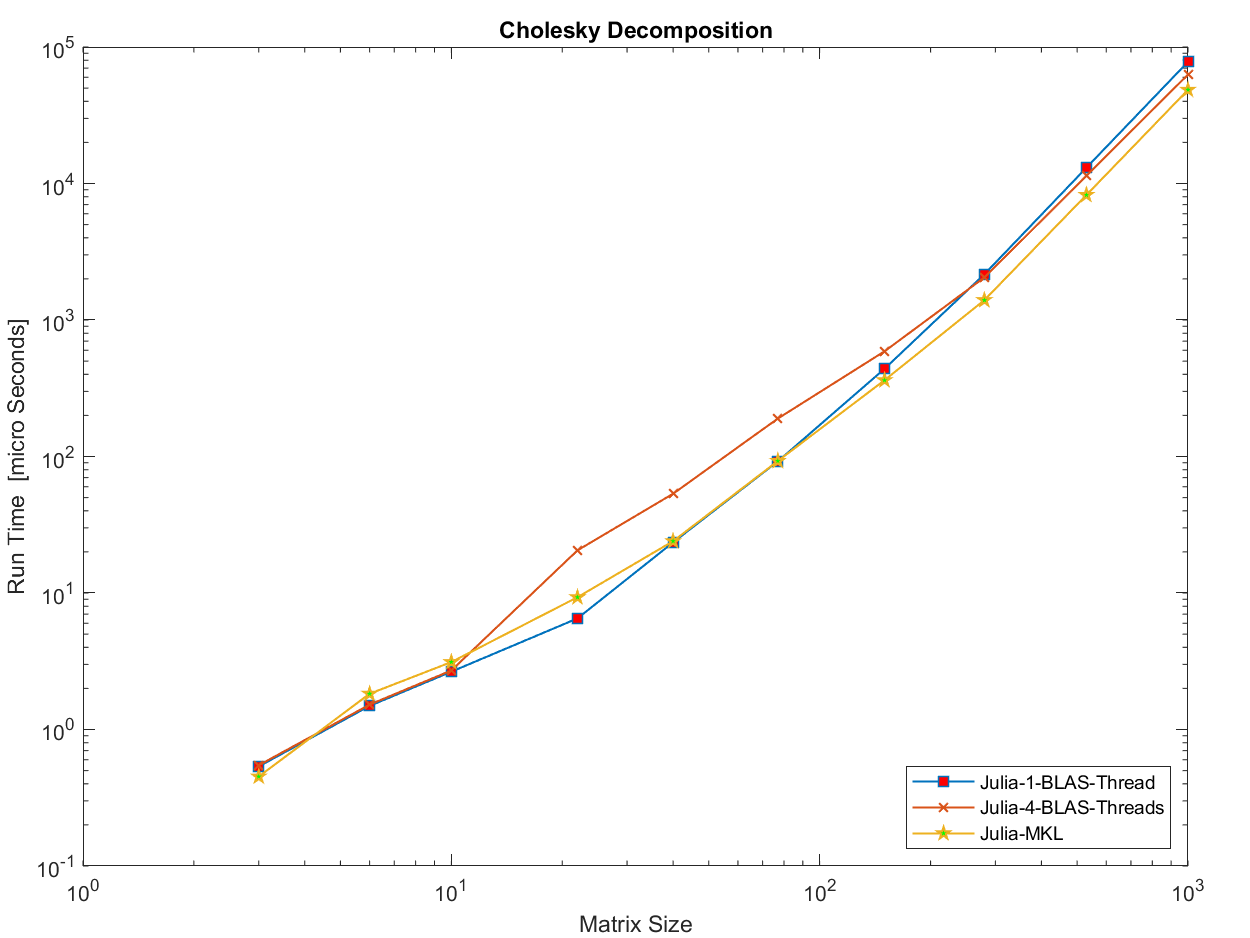 Cholesky Decomposition
10^5
10^4
10^3
10^2
10^1
10^0
10^-1
Run Time [micro Seconds]
10^0 10^1 10^2 10^3
Matrix Size
Julia-1-BLAS-Thread
Julia-4-BLAS-Threads
Julia-MKL